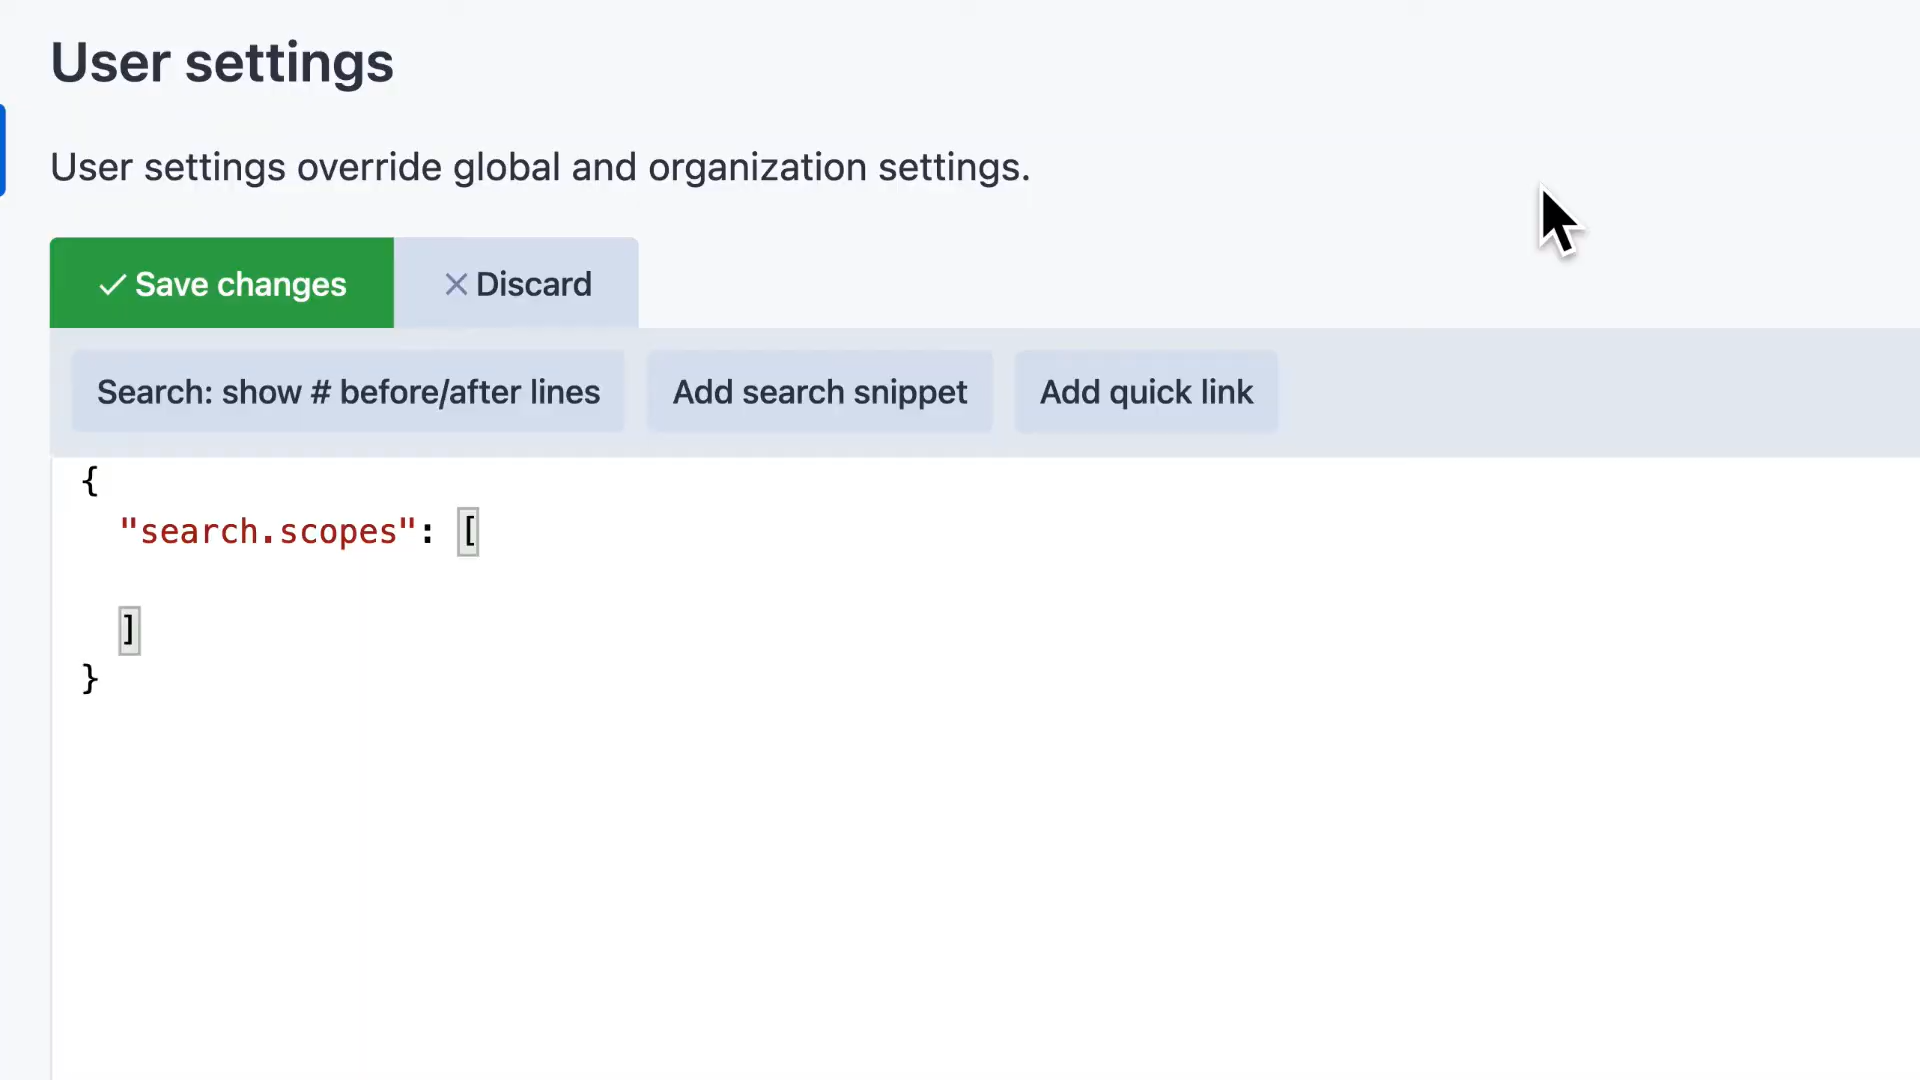 User settings
User settings override global and organization settings.
Save changes
Discard
Search: show # before/after lines
Add search snippet
Add quick link
{
"search.scopes": [
]
}